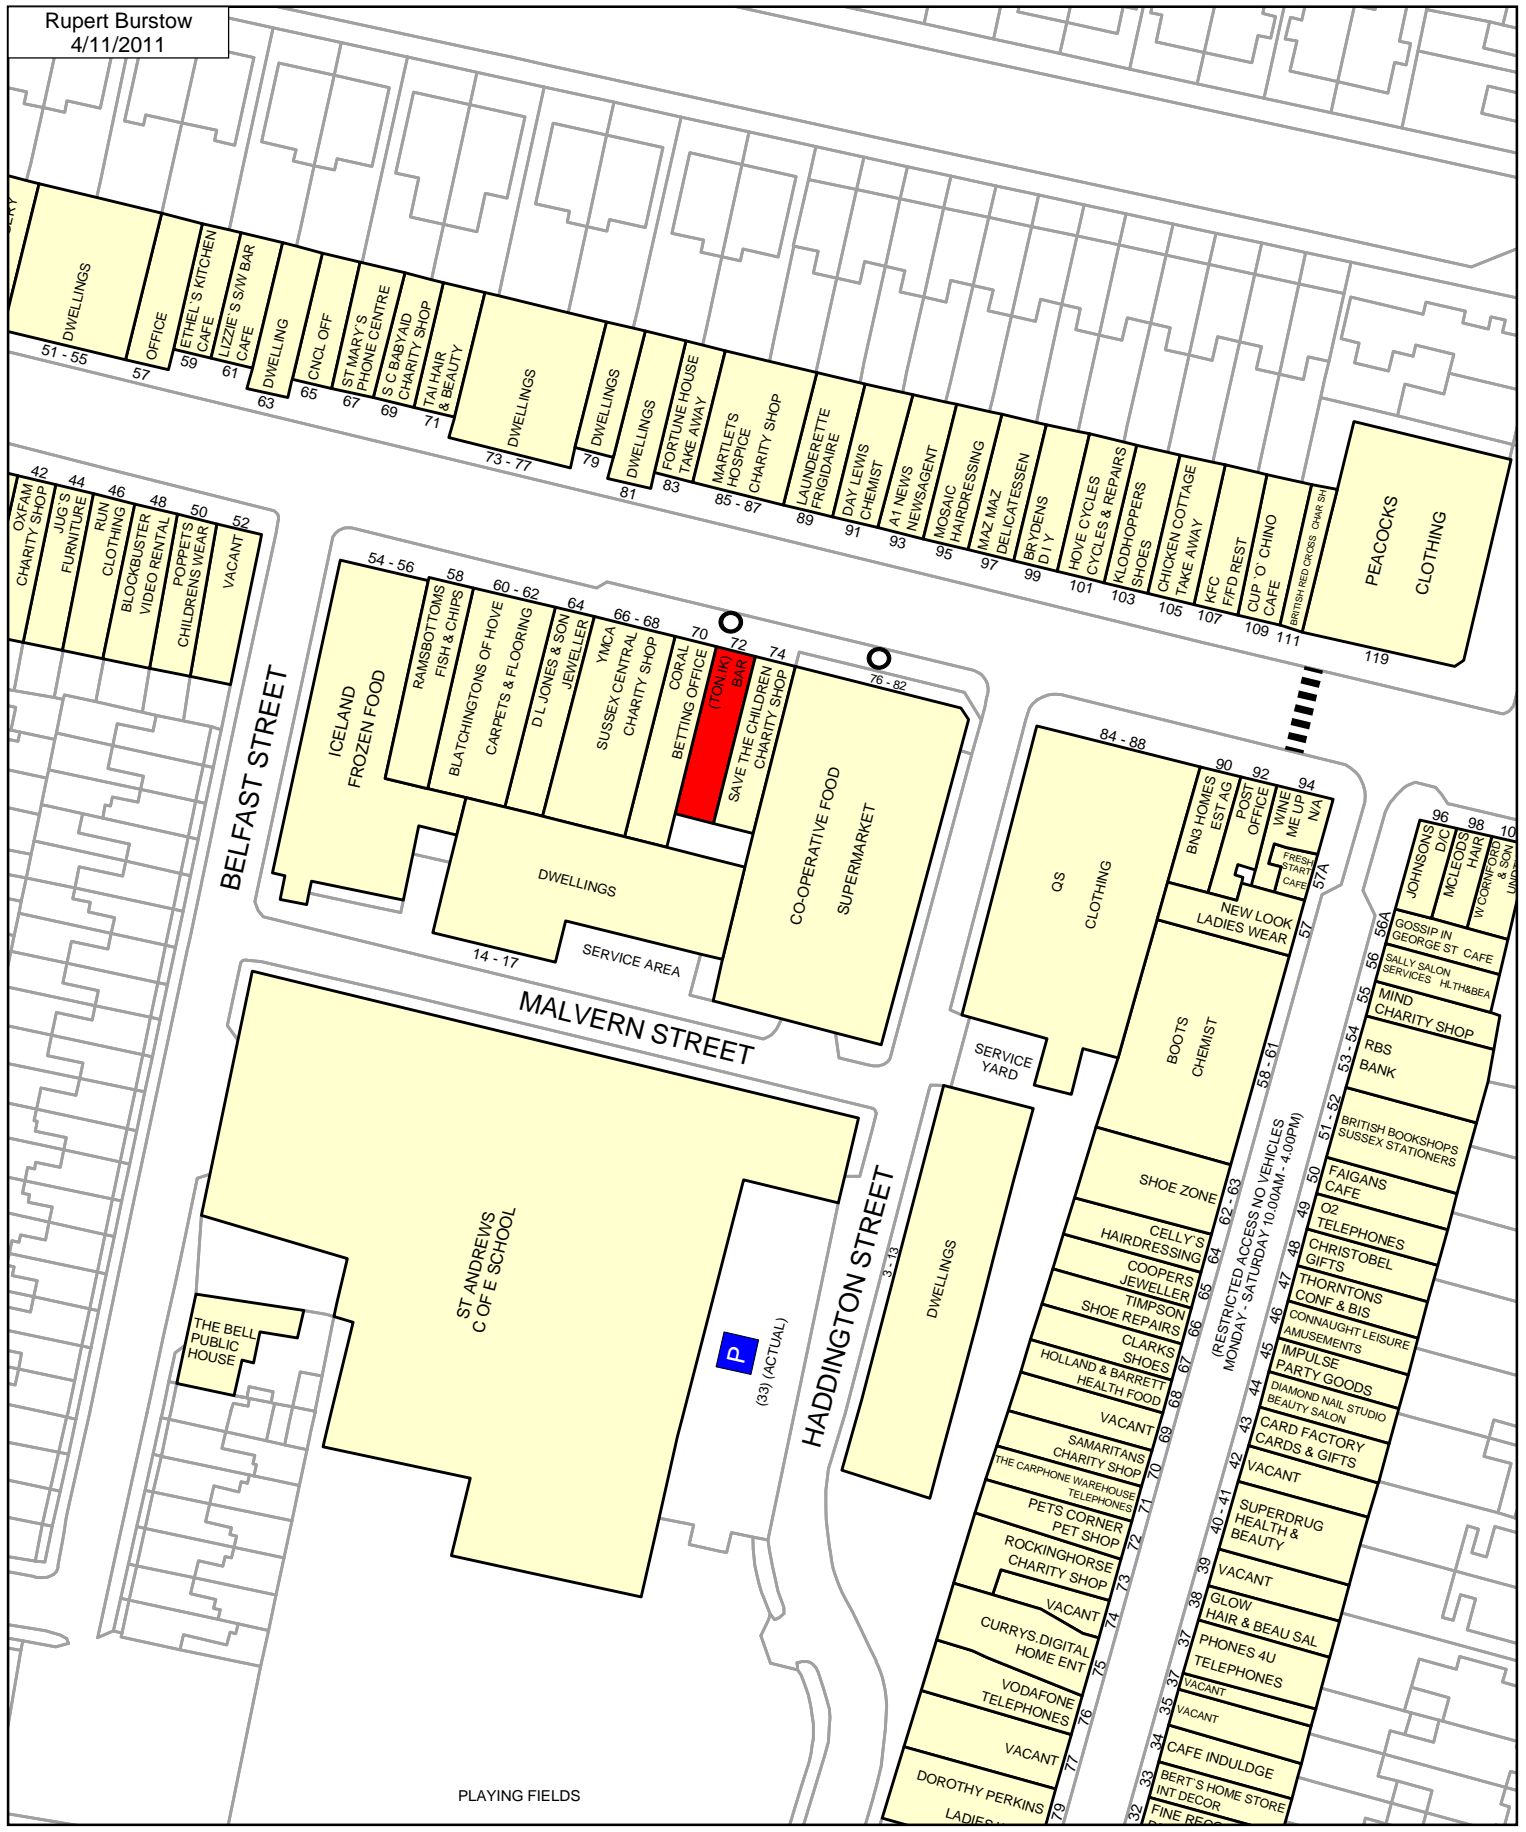 Rupert Burstow
4/11/2011
DWELLINGS
51 - 55
OFFICE
57
ETHEL`S KITCHEN
CAFE
59
LIZZIE`S S/W BAR
CAFE
61
DWELLING
63
CNCL OFF
65
ST MARY`S
PHONE CENTRE
67
S C BABYAID
CHARITY SHOP
69
TAI HAIR
& BEAUTY
71
DWELLINGS
73 - 77
DWELLINGS
79
DWELLINGS
81
FORTUNE HOUSE
TAKE AWAY
83
MARTLETS
HOSPICE
CHARITY SHOP
85 - 87
LAUNDERETTE
FRIGIDAIRE
89
DAY LEWIS
CHEMIST
91
A1 NEWS
NEWSAGENT
93
MOSAIC
HAIRDRESSING
95
MAZ MAZ
DELICATESSEN
97
BRYDENS
D I Y
99
HOVE CYCLES
CYCLES & REPAIRS
101
KLODHOPPERS
SHOES
103
CHICKEN COTTAGE
TAKE AWAY
105
KFC
F/FD REST
107
CUP `O` CHINO
CAFE
109
BRITISH RED CROSS CHAR SH
111
PEACOCKS
CLOTHING
119
42
OXFAM
CHARITY SHOP
44
JUG`S
FURNITURE
46
RUN
CLOTHING
48
BLOCKBUSTER
VIDEO RENTAL
50
POPPETS
CHILDRENS WEAR
52
VACANT
BELFAST STREET
54 - 56
ICELAND
FROZEN FOOD
58
RAMSBOTTOMS
FISH & CHIPS
60 - 62
BLATCHINGTONS OF HOVE
CARPETS & FLOORING
64
D L JONES & SON
JEWELLER
66 - 68
YMCA
SUSSEX CENTRAL
CHARITY SHOP
70
CORAL
BETTING OFFICE
72
(TON.!K)
BAR
74
SAVE THE CHILDREN
CHARITY SHOP
76 - 82
CO-OPERATIVE FOOD
SUPERMARKET
DWELLINGS
14 - 17
SERVICE AREA
MALVERN STREET
84 - 88
QS
CLOTHING
90
BN3 HOMES
EST AG
92
POST
OFFICE
94
WINE
ME UP
N/A
FRESH
START
CAFE
57A
NEW LOOK
LADIES WEAR
57
BOOTS
CHEMIST
58 - 61
SERVICE
YARD
96
JOHNSONS
D/C
98
MCLEODS
HAIR
10
W CORNFORD
& SON
56A
GOSSIP IN
GEORGE ST CAFE
56
SALLY SALON
SERVICES HLTH&BEA
55
MIND
CHARITY SHOP
53 - 54
RBS
BANK
51 - 52
BRITISH BOOKSHOPS
SUSSEX STATIONERS
50
FAIGANS
CAFE
49
O2
TELEPHONES
48
CHRISTOBEL
GIFTS
47
THORNTONS
CONF & BIS
46
CONNAUGHT LEISURE
AMUSEMENTS
45
IMPULSE
PARTY GOODS
44
DIAMOND NAIL STUDIO
BEAUTY SALON
43
CARD FACTORY
CARDS & GIFTS
42
VACANT
40 - 41
SUPERDRUG
HEALTH &
BEAUTY
39
VACANT
38
GLOW
HAIR & BEAU SAL
37
PHONES 4U
TELEPHONES
37
VACANT
35
VACANT
34
CAFE INDULDGE
33
BERT`S HOME STORE
INT DECOR
32
(RESTRICTED ACCESS NO VEHICLES
MONDAY - SATURDAY 10.00AM - 4.00PM)
SHOE ZONE
62 - 63
CELLY`S
HAIRDRESSING
64
COOPERS
JEWELLER
65
TIMPSON
SHOE REPAIRS
66
CLARKS
SHOES
67
HOLLAND & BARRETT
HEALTH FOOD
68
VACANT
69
SAMARITANS
CHARITY SHOP
70
THE CARPHONE WAREHOUSE
TELEPHONES
71
PETS CORNER
PET SHOP
72
ROCKINGHORSE
CHARITY SHOP
73
VACANT
74
CURRYS.DIGITAL
HOME ENT
75
VODAFONE
TELEPHONES
76
VACANT
77
DOROTHY PERKINS
79
HADDINGTON STREET
3 - 13
DWELLINGS
ST ANDREWS
C OF E SCHOOL
THE BELL
PUBLIC
HOUSE
P
(33) (ACTUAL)
PLAYING FIELDS